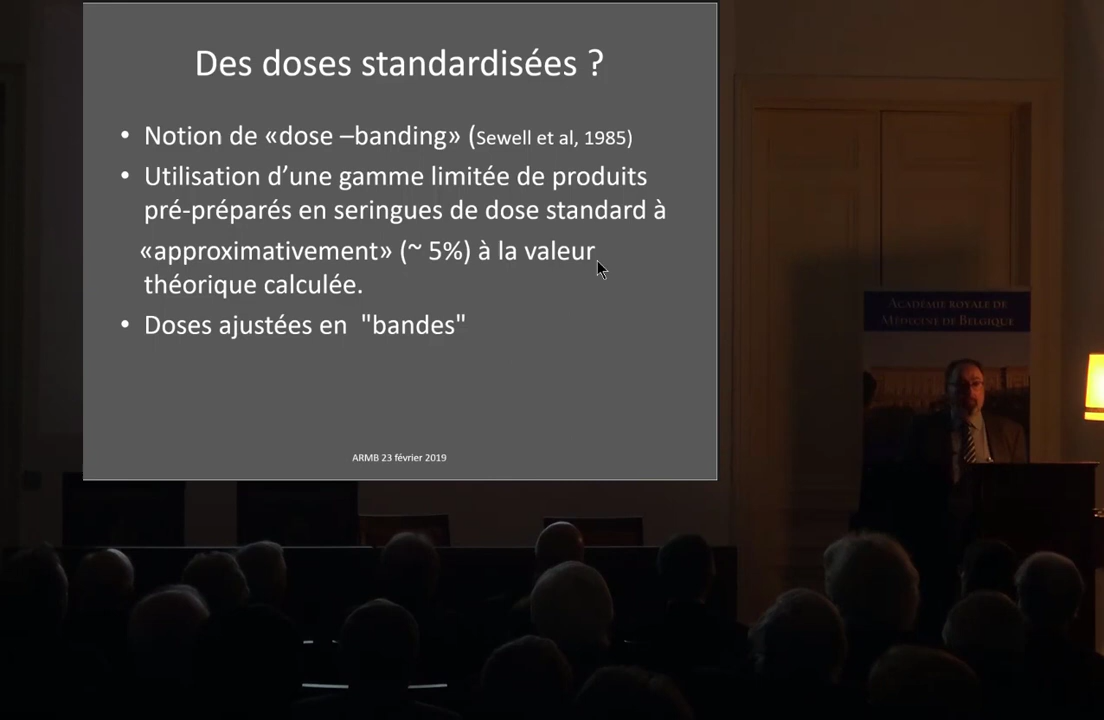 Des doses standardisées ?
• Notion de «dose –banding» (Sewell et al, 1985)
• Utilisation d’une gamme limitée de produits
pré-préparés en seringues de dose standard à
«approximativement» (~ 5%) à la valeur
théorique calculée.
• Doses ajustées en "bandes"
ARMB 23 février 2019
ACADÉMIE ROYALE DE
MÉDECINE DE BELGIQUE